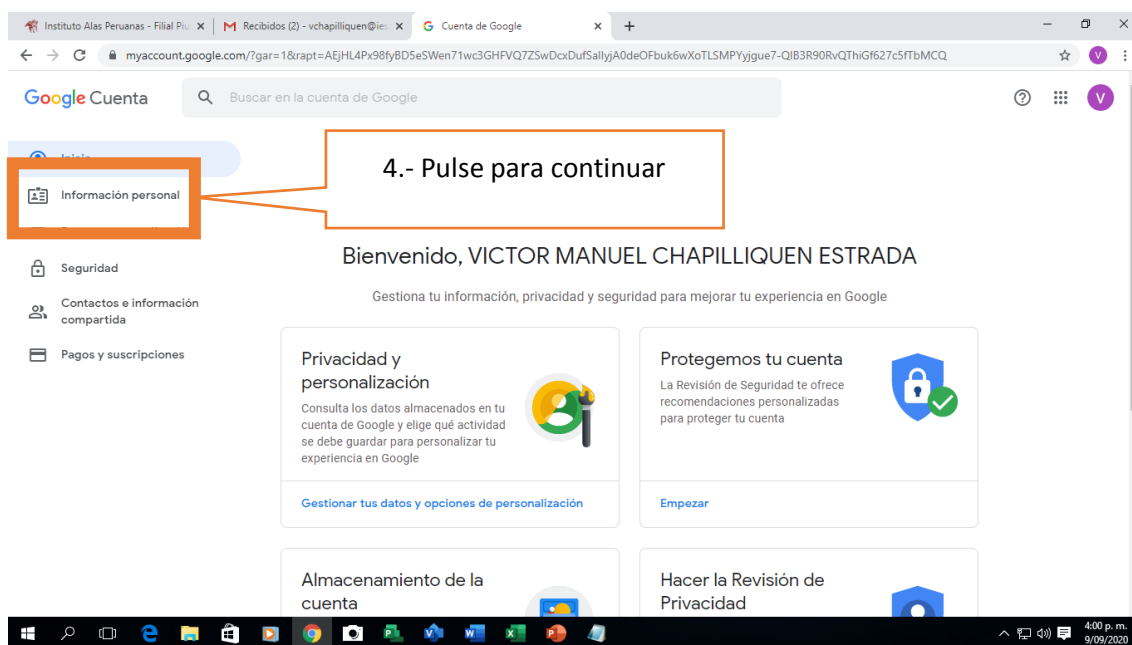 Instituto Alas Peruanas - Filial Piu
Recibidos (2) - vchapilliquen@ies
Cuenta de Google
myaccount.google.com/?gar=1&rapt=AEjHL4Px98fyBD5eSWen71wc3GHFVQ7ZSwDcxDufSallyjA0deOFbuk6wXoTLSMPYyjgue7-QIB3R90RvQThiGf627c5fTbMCQ
V
Google Cuenta
Buscar en la cuenta de Google
V
Inicio
4.- Pulse para continuar
Información personal
Seguridad
Contactos e información
compartida
Pagos y suscripciones
Bienvenido, VICTOR MANUEL CHAPILLIQUEN ESTRADA
Gestiona tu información, privacidad y seguridad para mejorar tu experiencia en Google
Privacidad y
personalización
Consulta los datos almacenados en tu
cuenta de Google y elige qué actividad
se debe guardar para personalizar tu
experiencia en Google
Gestionar tus datos y opciones de personalización
Protegemos tu cuenta
La Revisión de Seguridad te ofrece
recomendaciones personalizadas
para proteger tu cuenta
Empezar
Almacenamiento de la
cuenta
Hacer la Revisión de
Privacidad
4:00 p. m.
9/09/2020